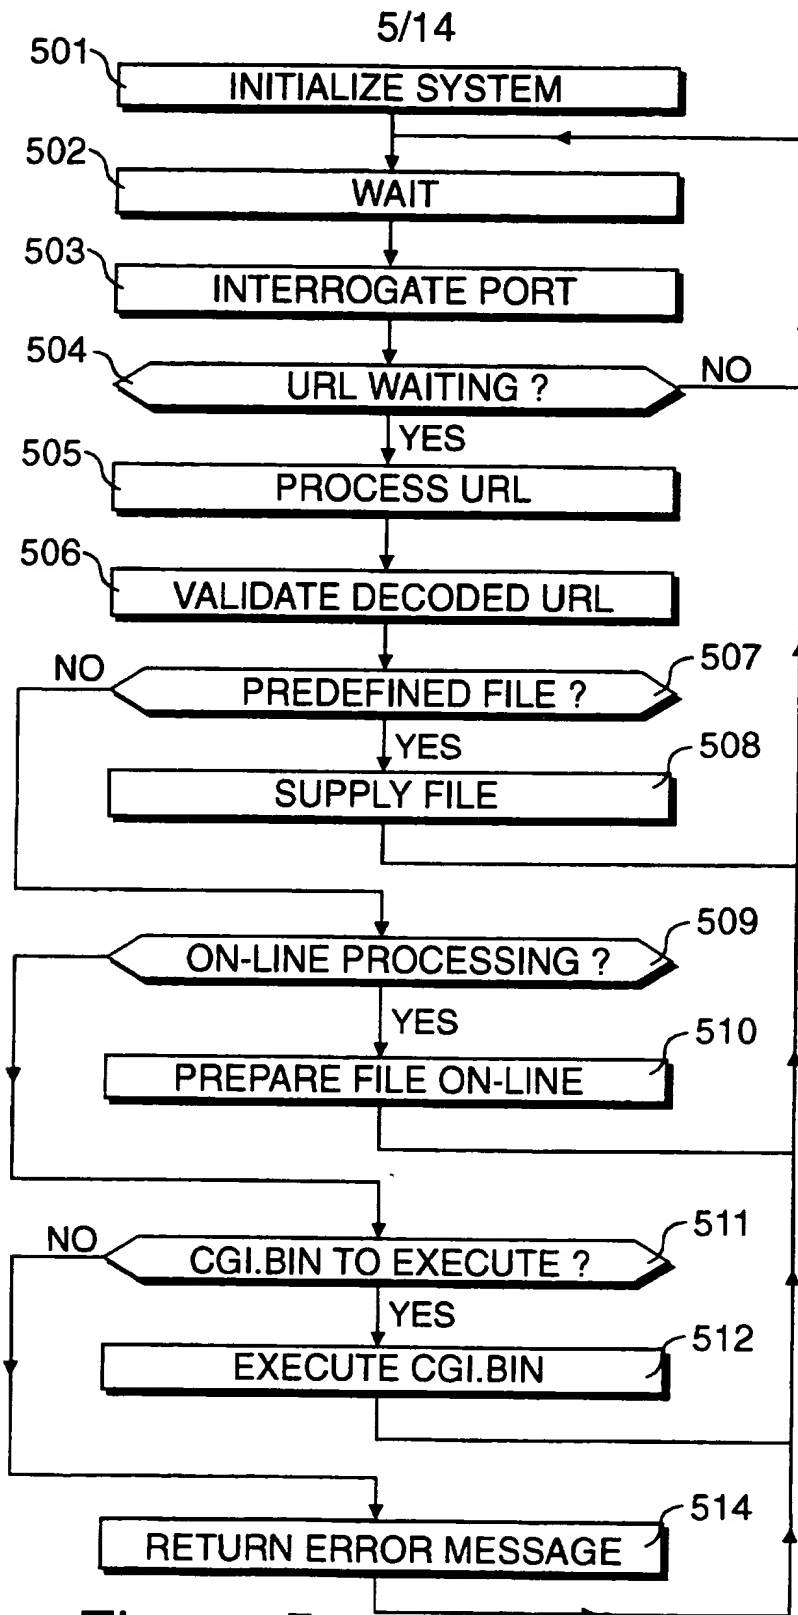 5/14
501
INITIALIZE SYSTEM
502
WAIT
503
INTERROGATE PORT
504
URL WAITING ?
NO
YES
505
PROCESS URL
506
VALIDATE DECODED URL
NO
507
PREDEFINED FILE ?
YES
508
SUPPLY FILE
509
ON-LINE PROCESSING ?
YES
510
PREPARE FILE ON-LINE
511
NO
CGI.BIN TO EXECUTE ?
YES
512
EXECUTE CGI.BIN
514
RETURN ERROR MESSAGE